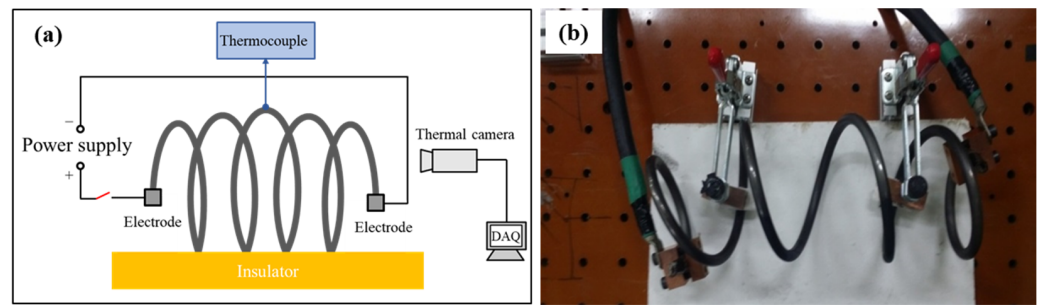 (a)
Thermocouple
−
Power supply
+
Thermal camera
Electrode
Electrode
DAQ
Insulator
(b)